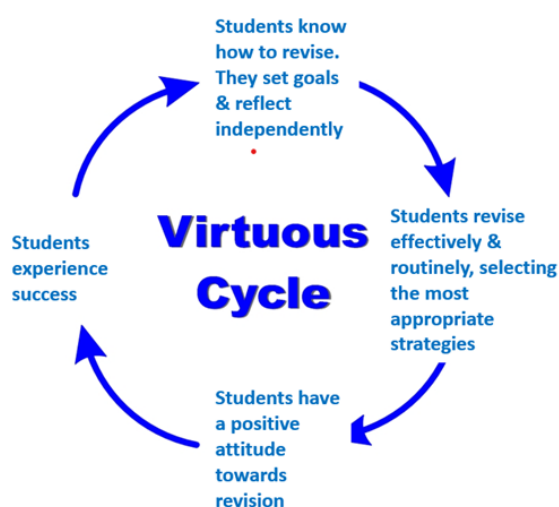 Students know
how to revise.
They set goals
& reflect
independently
Virtuous
Cycle
Students revise
effectively &
routinely, selecting
the most
appropriate
strategies
Students have
a positive
attitude
towards
revision
Students
experience
success